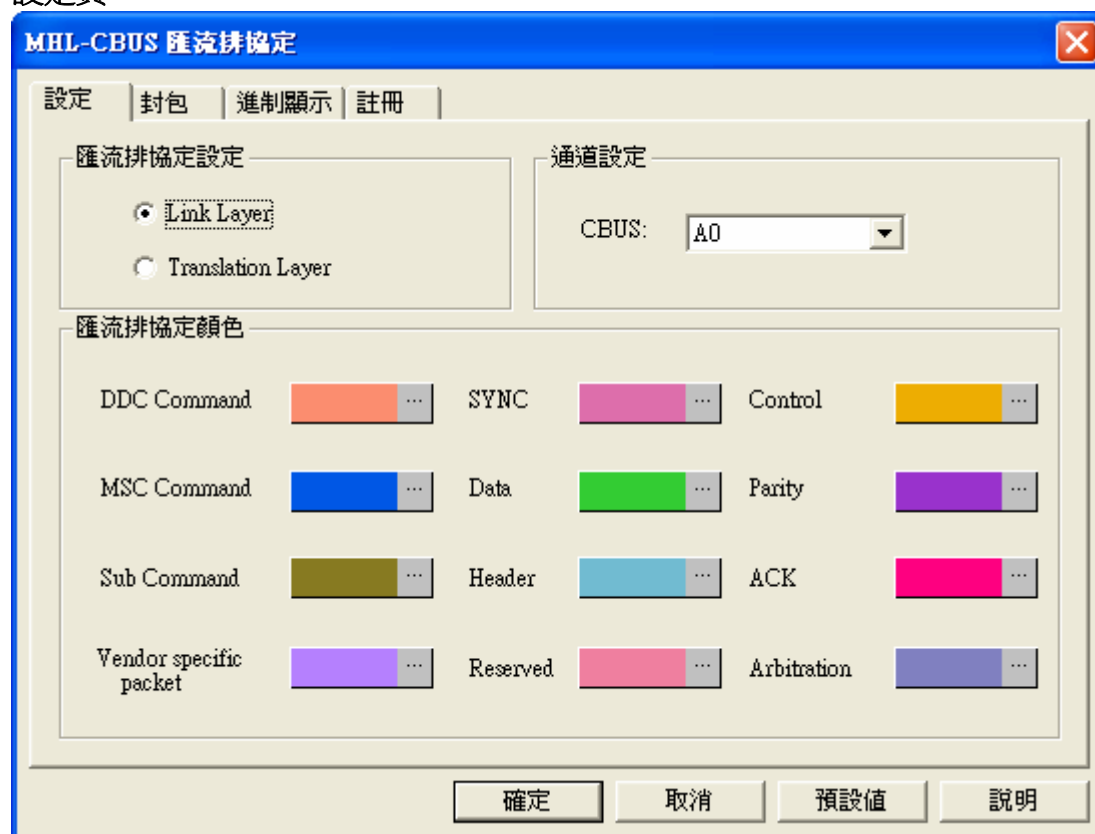 設定頁
MHL-CBUS 匯流排協定
設定 封包 進制顯示 註冊
匯流排協定設定
Link Layer
Translation Layer
通道設定
CBUS: A0
匯流排協定顏色
DDC Command ... SYNC ... Control ...
MSC Command ... Data ... Parity ...
Sub Command ... Header ... ACK ...
Vendor specific
packet ... Reserved ... Arbitration ...
確定 取消 預設值 說明